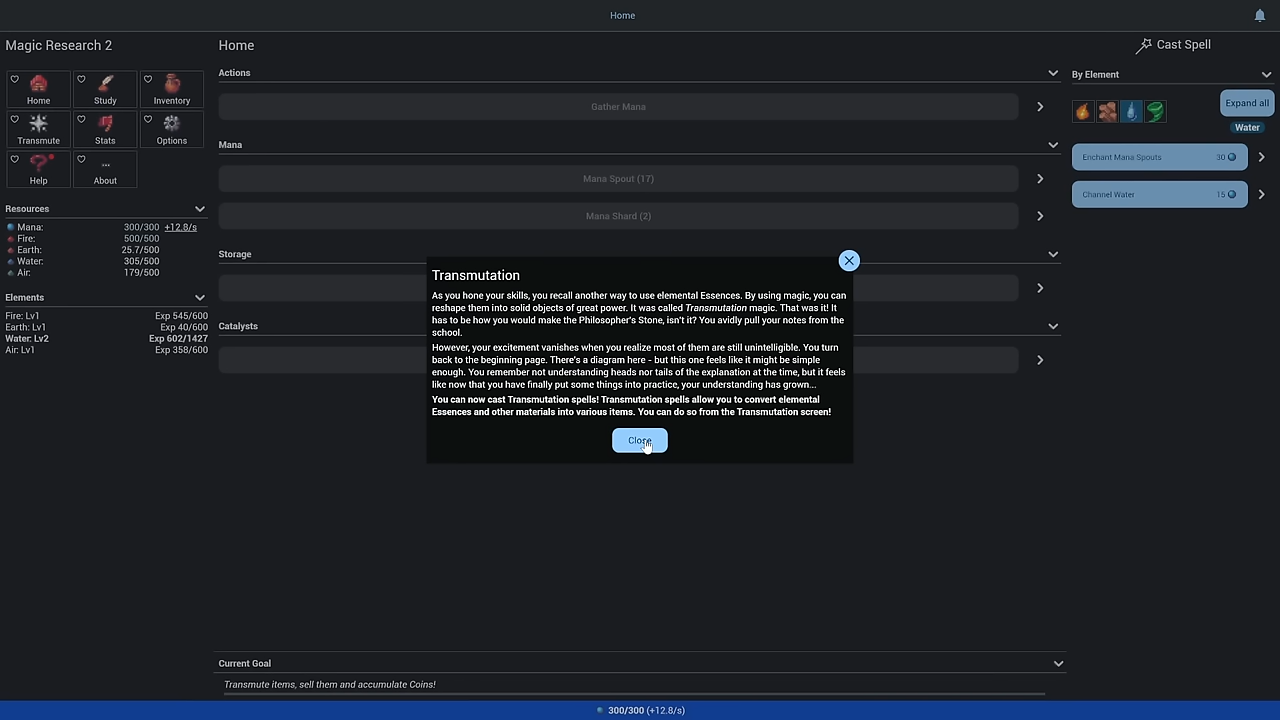 Home
Magic Research 2
Home
Study
Inventory
Transmute
Stats
Options
Help
About
Resources
Mana: 300/300 +12.8/s
Fire: 500/500
Earth: 25.7/500
Water: 305/500
Air: 179/500
Elements
Fire: Lv1 Exp 545/600
Earth: Lv1 Exp 40/600
Water: Lv2 Exp 602/1427
Air: Lv1 Exp 358/600
Home
Actions
Gather Mana
Mana
Mana Spout (17)
Mana Shard (2)
Storage
Catalysts
Transmutation
As you hone your skills, you recall another way to use elemental Essences. By using magic, you can
reshape them into solid objects of great power. It was called Transmutation magic. That was it! It
has to be how you would make the Philosopher's Stone, isn't it? You avidly pull your notes from the
school.
However, your excitement vanishes when you realize most of them are still unintelligible. You turn
back to the beginning page. There's a diagram here - but this one feels like it might be simple
enough. You remember not understanding heads nor tails of the explanation at the time, but it feels
like now that you have finally put some things into practice, your understanding has grown...
You can now cast Transmutation spells! Transmutation spells allow you to convert elemental
Essences and other materials into various items. You can do so from the Transmutation screen!
Close
Current Goal
Transmute items, sell them and accumulate Coins!
Cast Spell
By Element
Expand all
Water
Enchant Mana Spouts 30
Channel Water 15
300/300 (+12.8/s)